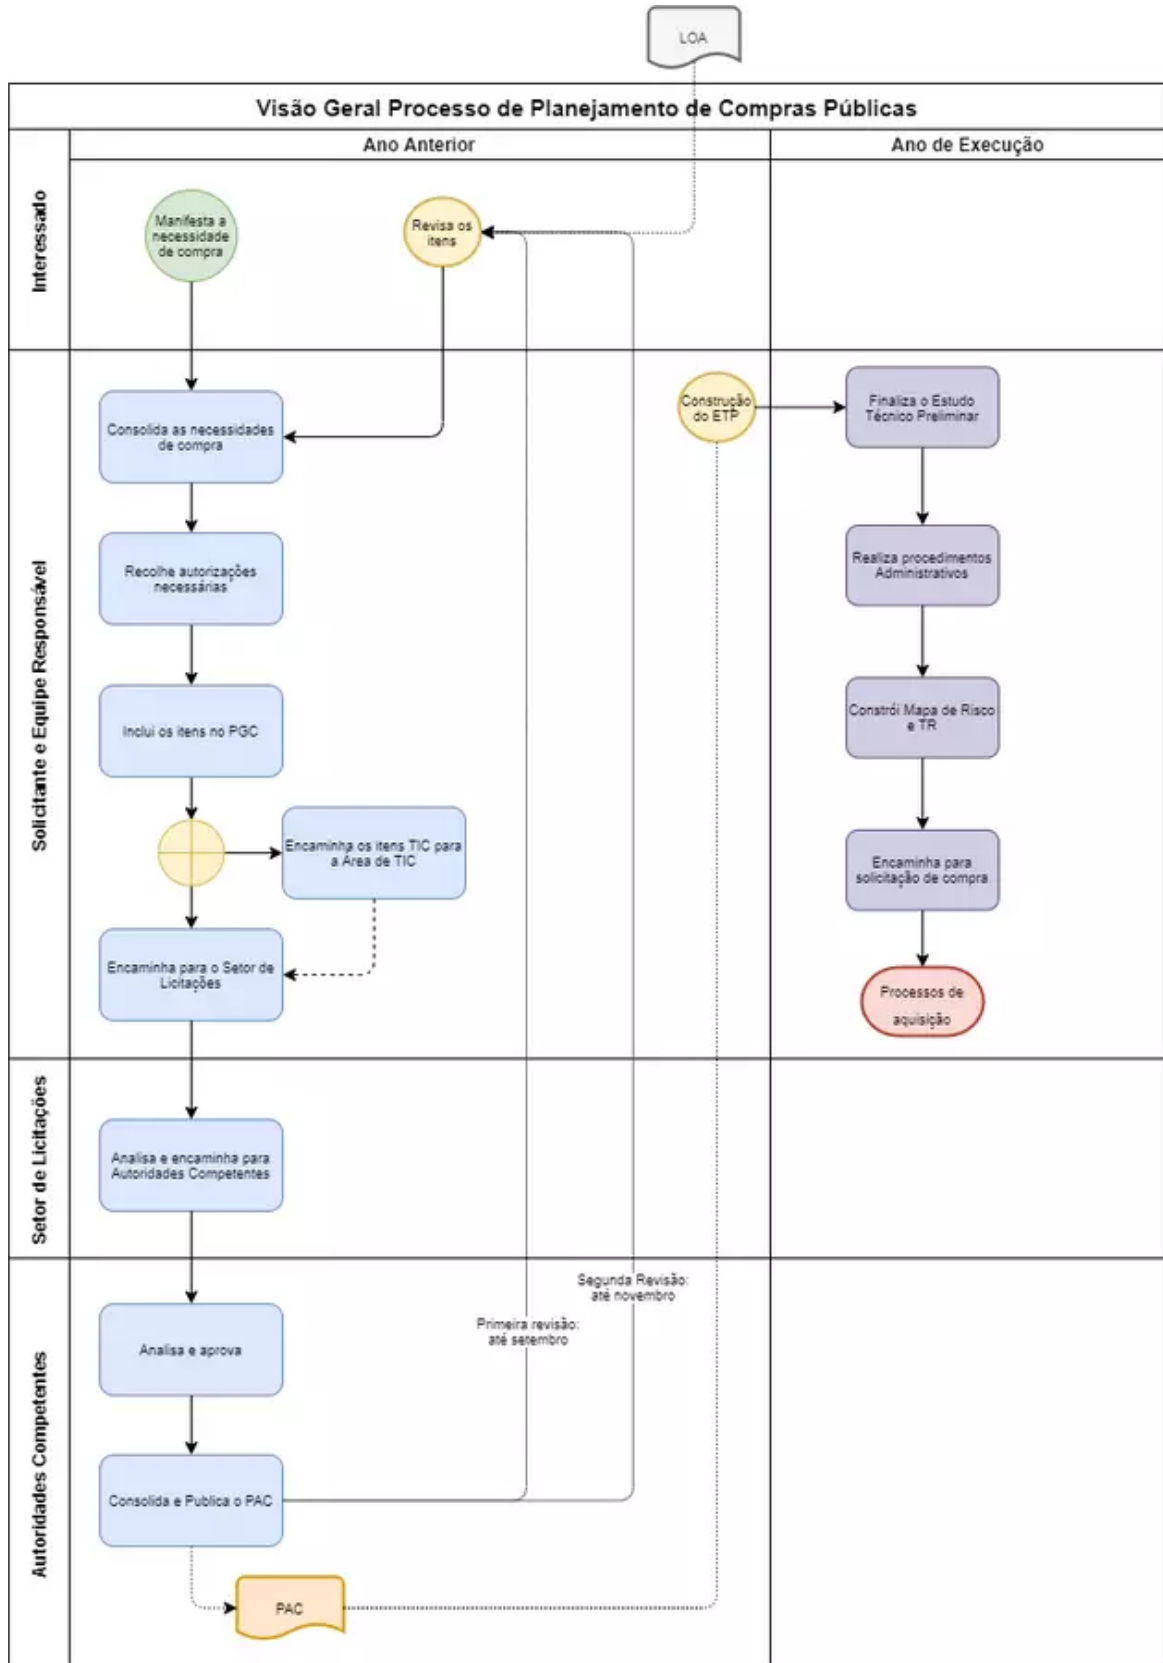 LOA
Visão Geral Processo de Planejamento de Compras Públicas
Ano Anterior
Ano de Execução
Interessado
Manifesta a
necessidade
de compra
Revisa os
itens
Solicitante e Equipe Responsável
Consolida as necessidades
de compra
Construção
do ETP
Finaliza o Estudo
Técnico Preliminar
Recolhe autorizações
necessárias
Realiza procedimentos
Administrativos
Inclui os itens no PGC
Constrói Mapa de Risco
e TR
Encaminha os itens TIC para
a Area de TIC
Encaminha para
solicitação de compra
Encaminha para o Setor de
Licitações
Processos de
aquisição
Setor de Licitações
Analisa e encaminha para
Autoridades Competentes
Autoridades Competentes
Segunda Revisão:
até novembro
Primeira revisão:
até setembro
Analisa e aprova
Consolida e Publica o PAC
PAC